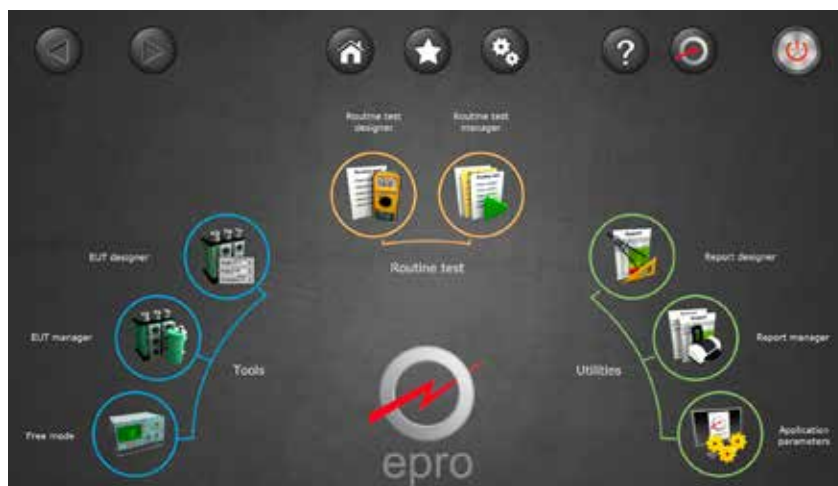 ?
Routine test
designer
Routine test
manager
Routine test
EUT designer
EUT manager
Free mode
Tools
Report designer
Report manager
Application
parameters
Utilities
epro